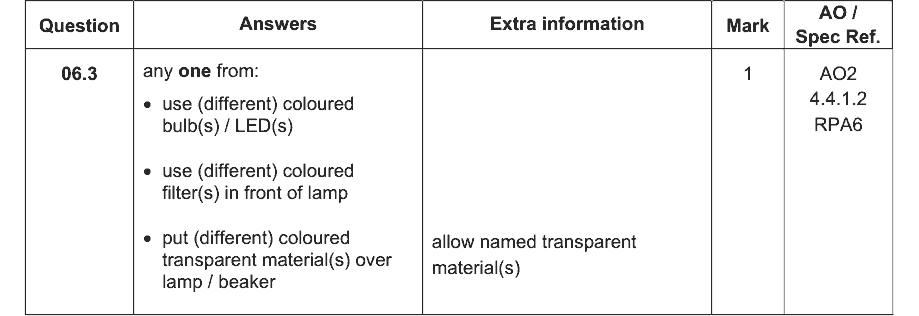 Question
Answers
Extra information
Mark
AO /
Spec Ref.
06.3
any one from:
• use (different) coloured
bulb(s) / LED(s)
• use (different) coloured
filter(s) in front of lamp
• put (different) coloured
transparent material(s) over
lamp / beaker
allow named transparent
material(s)
1
AO2
4.4.1.2
RPA6